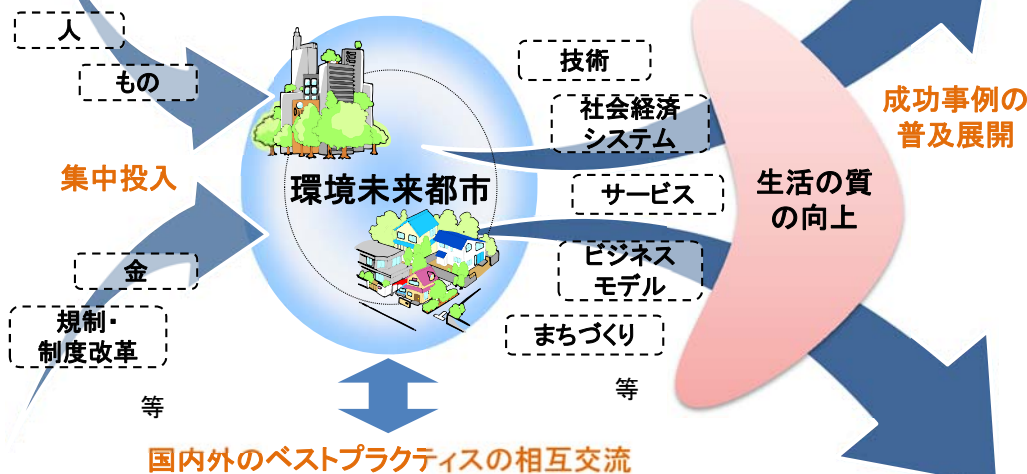 人
もの
集中投入
金
規制・
制度改革
等
環境未来都市
技術
社会経済
システム
サービス
ビジネス
モデル
まちづくり
等
生活の質
の向上
成功事例の
普及展開
国内外のベストプラクティスの相互交流